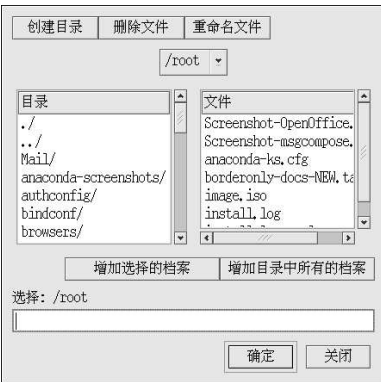 创建目录 删除文件 重命名文件
/root
目录
./
../
Mail/
anaconda-screenshots/
authconfig/
bindconf/
browsers/
文件
Screenshot-OpenOffice.
Screenshot-msgcompose.
anaconda-ks.cfg
borderonly-docs-NEW.ta
image.iso
install.log
增加选择的档案 增加目录中所有的档案
选择: /root
确定 关闭